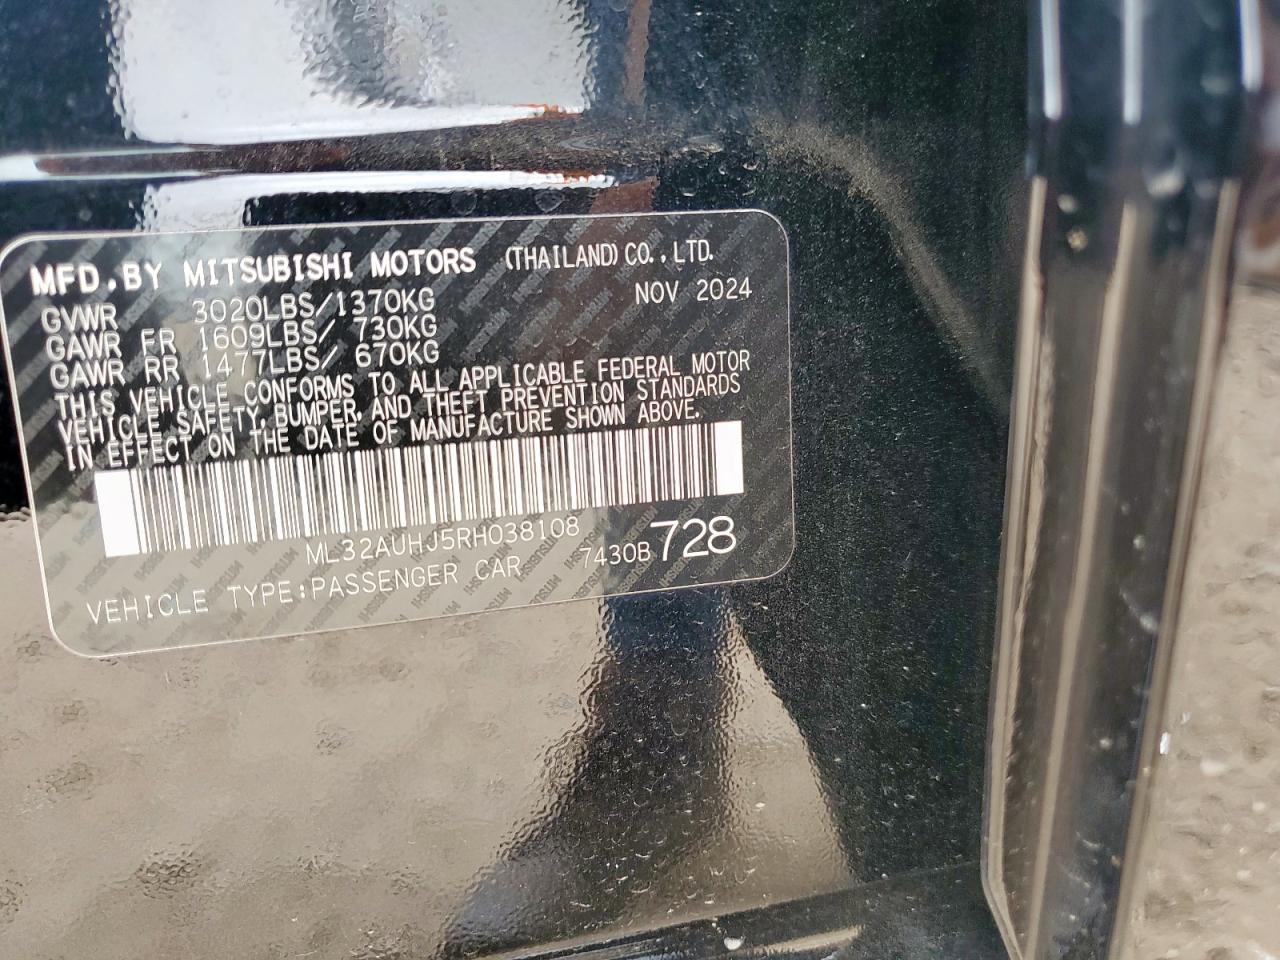 MFD.BY MITSUBISHI MOTORS (THAILAND) CO.,LTD.
GVWR 3020LBS/1370KG NOV 2024
GAWR FR 1609LBS/ 730KG
GAWR RR 1477LBS/ 670KG
THIS VEHICLE CONFORMS TO ALL APPLICABLE FEDERAL MOTOR
VEHICLE SAFETY, BUMPER, AND THEFT PREVENTION STANDARDS
IN EFFECT ON THE DATE OF MANUFACTURE SHOWN ABOVE.
ML32AUHJ5RH038108
VEHICLE TYPE:PASSENGER CAR 7430B 728